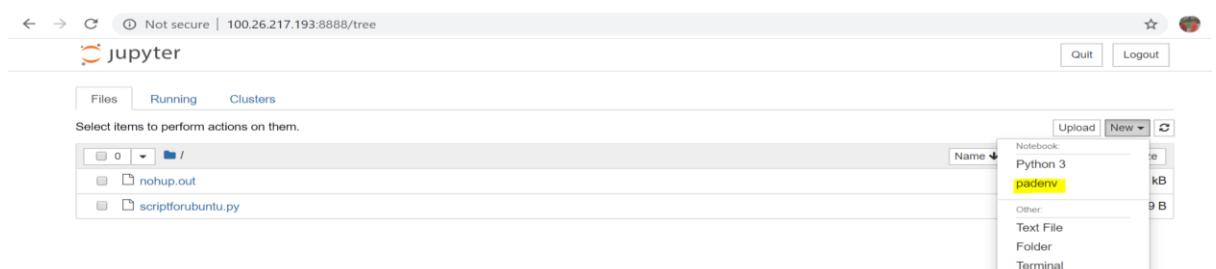 Not secure | 100.26.217.193:8888/tree
jupyter
Quit Logout
Files Running Clusters
Select items to perform actions on them.
Upload New
0 /
Name
Notebook:
Python 3
padenv
nohup.out
kB
scriptforubuntu.py
9 B
Other:
Text File
Folder
Terminal